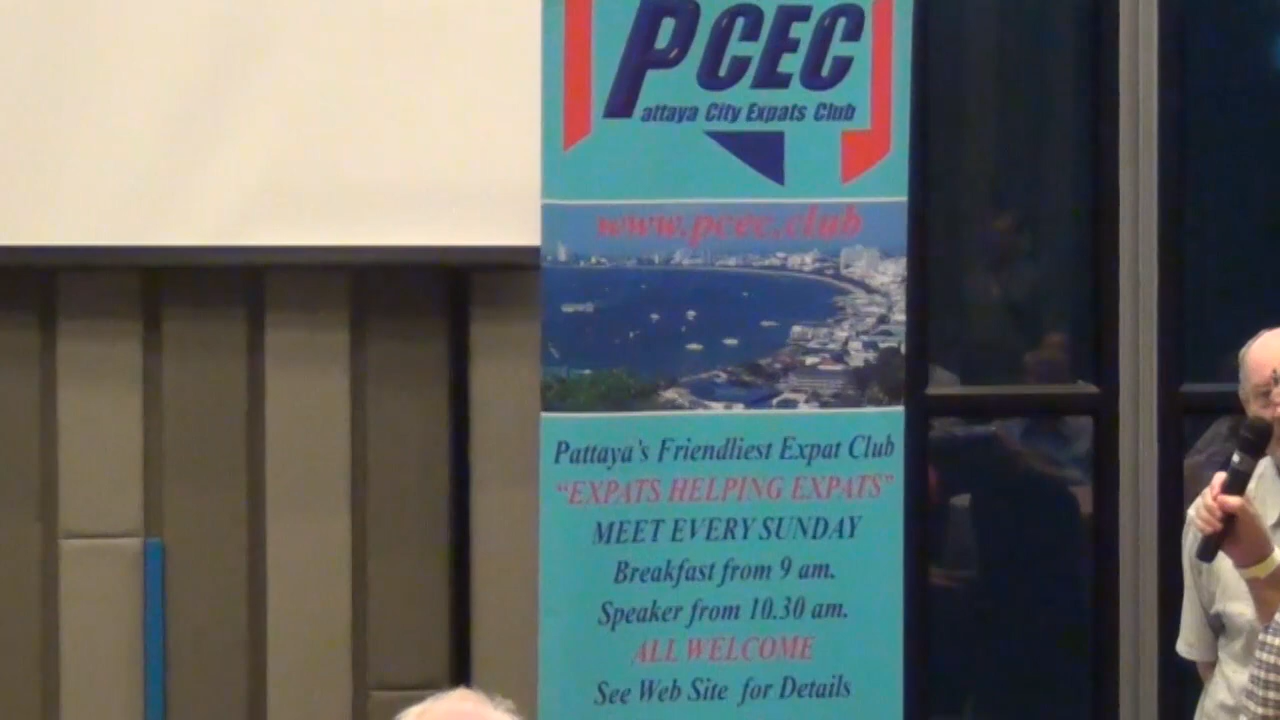 PCEC
Pattaya City Expats Club
www.pcec.club
Pattaya's Friendliest Expat Club
“EXPATS HELPING EXPATS”
MEET EVERY SUNDAY
Breakfast from 9 am.
Speaker from 10.30 am.
ALL WELCOME
See Web Site for Details